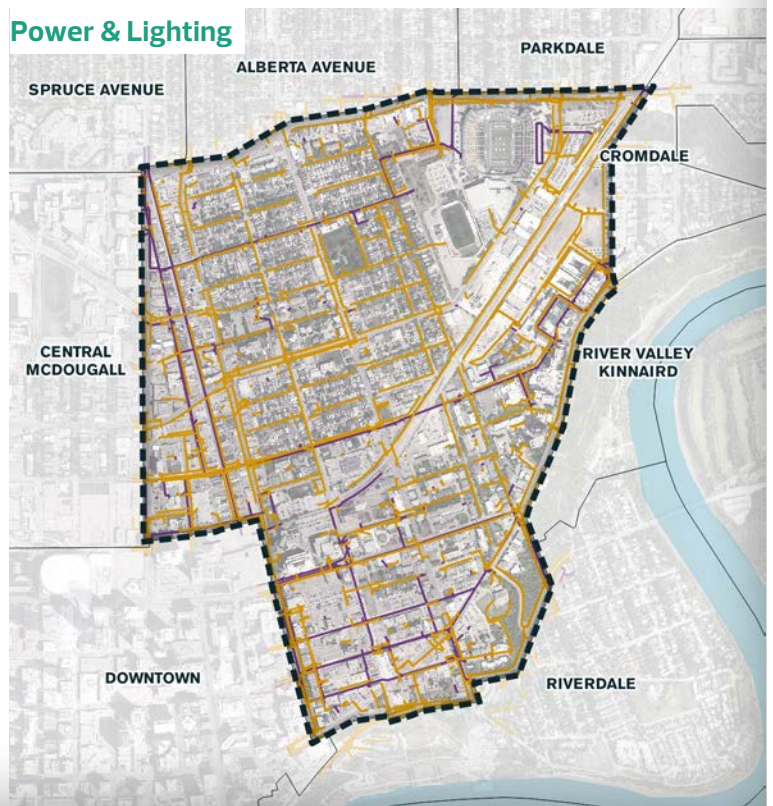 Power & Lighting
PARKDALE
ALBERTA AVENUE
SPRUCE AVENUE
CROMDALE
CENTRAL
MCDOUGALL
RIVER VALLEY
KINNAIRD
DOWNTOWN
RIVERDALE